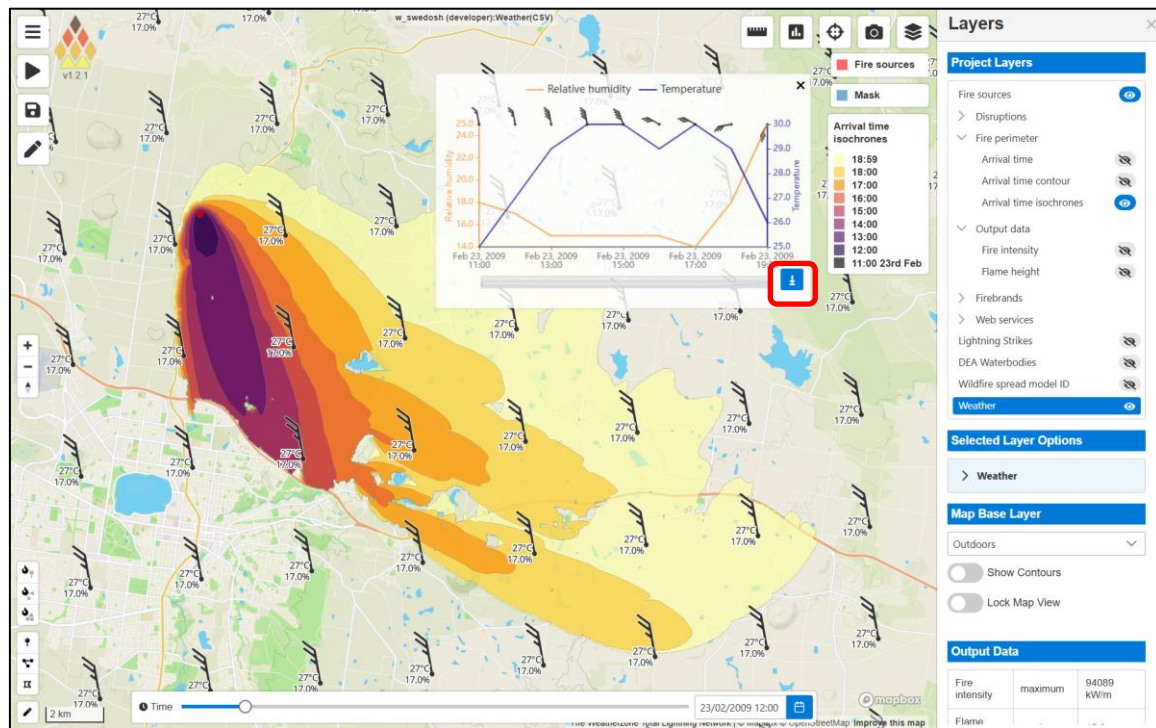 w_swedosh (developer):Weather(CSV)
v1.2.1
Fire sources
Mask
Arrival time
isochrones
18:59
18:00
17:00
16:00
15:00
14:00
13:00
12:00
11:00 23rd Feb
Relative humidity
Temperature
25.0
24.0
22.0
20.0
18.0
16.0
14.0
Relative humidity
30.0
29.0
28.0
27.0
26.0
25.0
Temperature
Feb 23, 2009
11:00
Feb 23, 2009
13:00
Feb 23, 2009
15:00
Feb 23, 2009
17:00
Feb 23, 2009
27°C
17.0%
2 km
Time
23/02/2009 12:00
mapbox
The Weatherzone Total Lightning Network | © Mapbox © OpenStreetMap Improve this map
Layers
Project Layers
Fire sources
Disruptions
Fire perimeter
Arrival time
Arrival time contour
Arrival time isochrones
Output data
Fire intensity
Flame height
Firebrands
Web services
Lightning Strikes
DEA Waterbodies
Wildfire spread model ID
Weather
Selected Layer Options
Weather
Map Base Layer
Outdoors
Show Contours
Lock Map View
Output Data
Fire intensity maximum 94089 kW/m
Flame